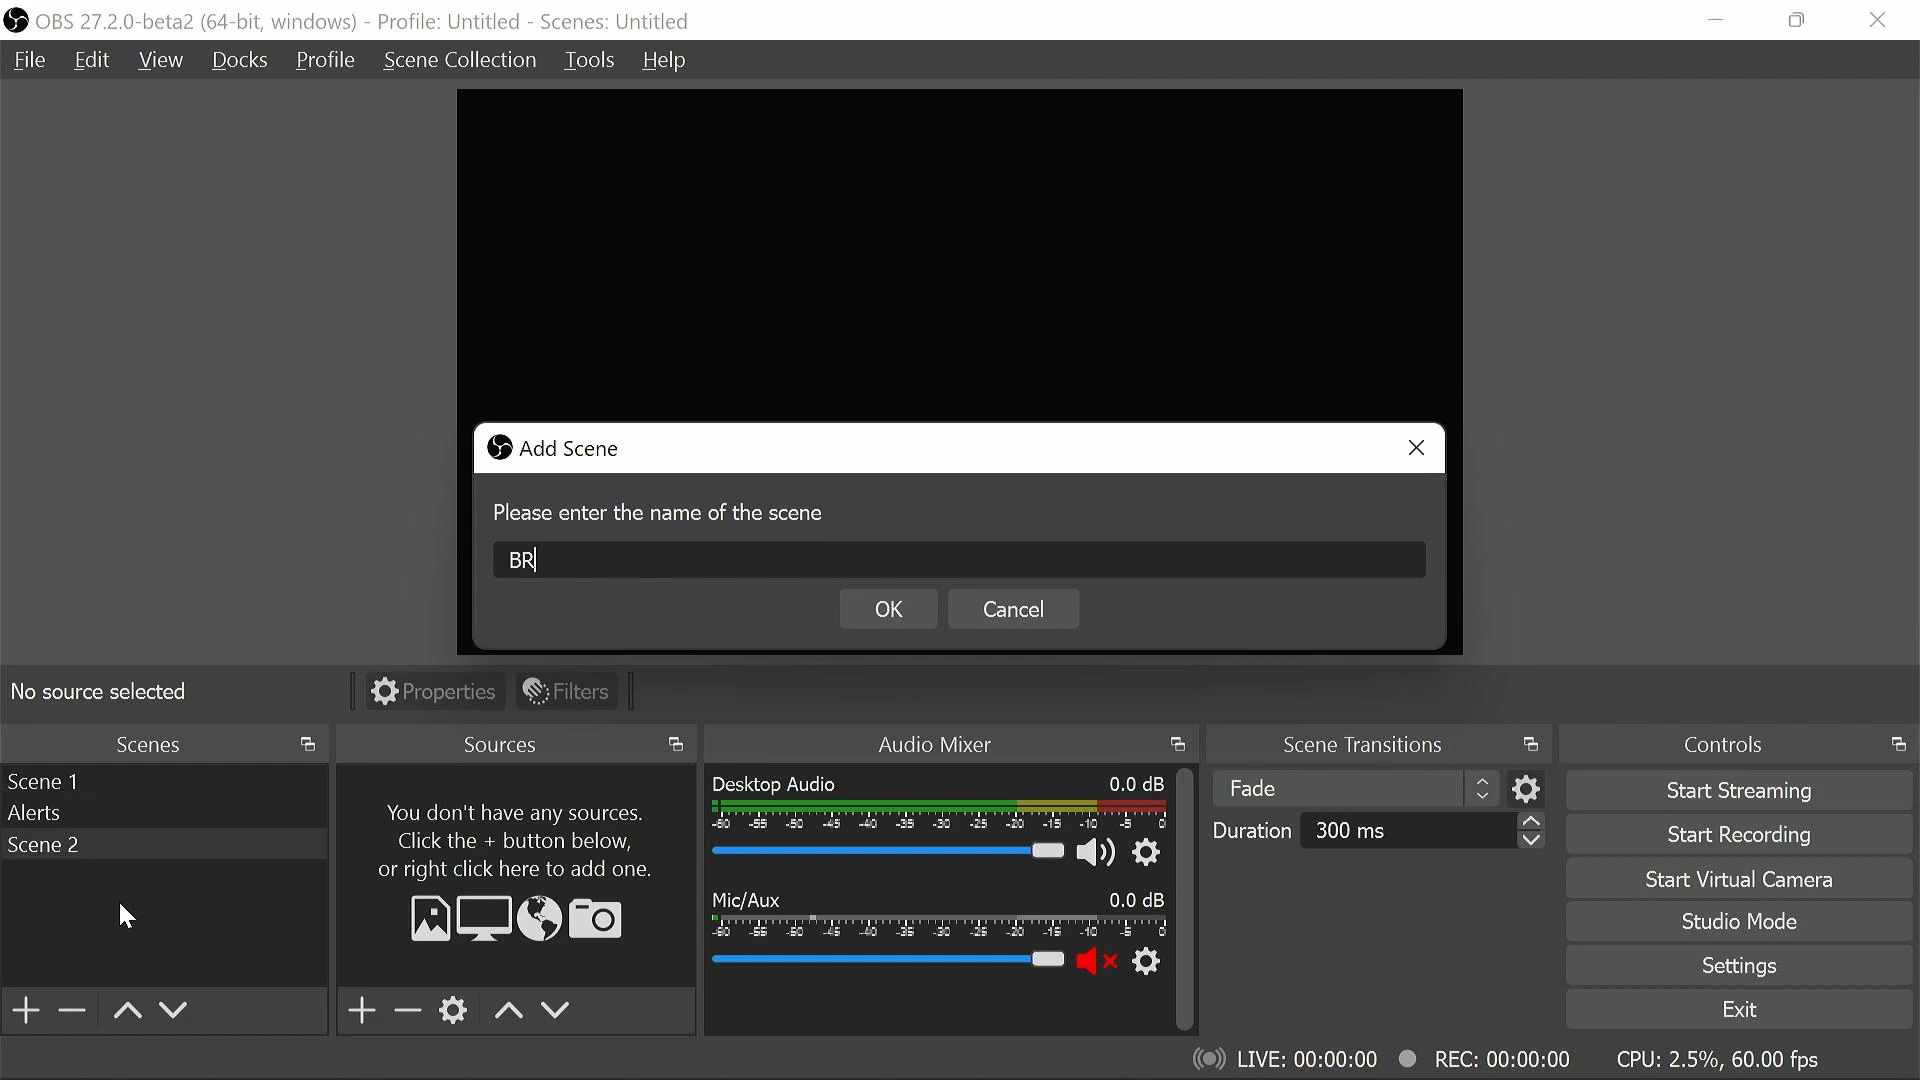 OBS 27.2.0-beta2 (64-bit, windows) - Profile: Untitled - Scenes: Untitled
File Edit View Docks Profile Scene Collection Tools Help
Add Scene
Please enter the name of the scene
BR
OK Cancel
No source selected Properties Filters
Scenes Sources Audio Mixer Scene Transitions Controls
Scene 1
Alerts
Scene 2
You don't have any sources.
Click the + button below,
or right click here to add one.
Desktop Audio 0.0 dB
-60 -55 -50 -45 -40 -35 -30 -25 -20 -15 -10 -5 0
Mic/Aux 0.0 dB
-60 -55 -50 -45 -40 -35 -30 -25 -20 -15 -10 -5 0
Fade
Duration 300 ms
Start Streaming
Start Recording
Start Virtual Camera
Studio Mode
Settings
Exit
LIVE: 00:00:00 REC: 00:00:00 CPU: 2.5%, 60.00 fps